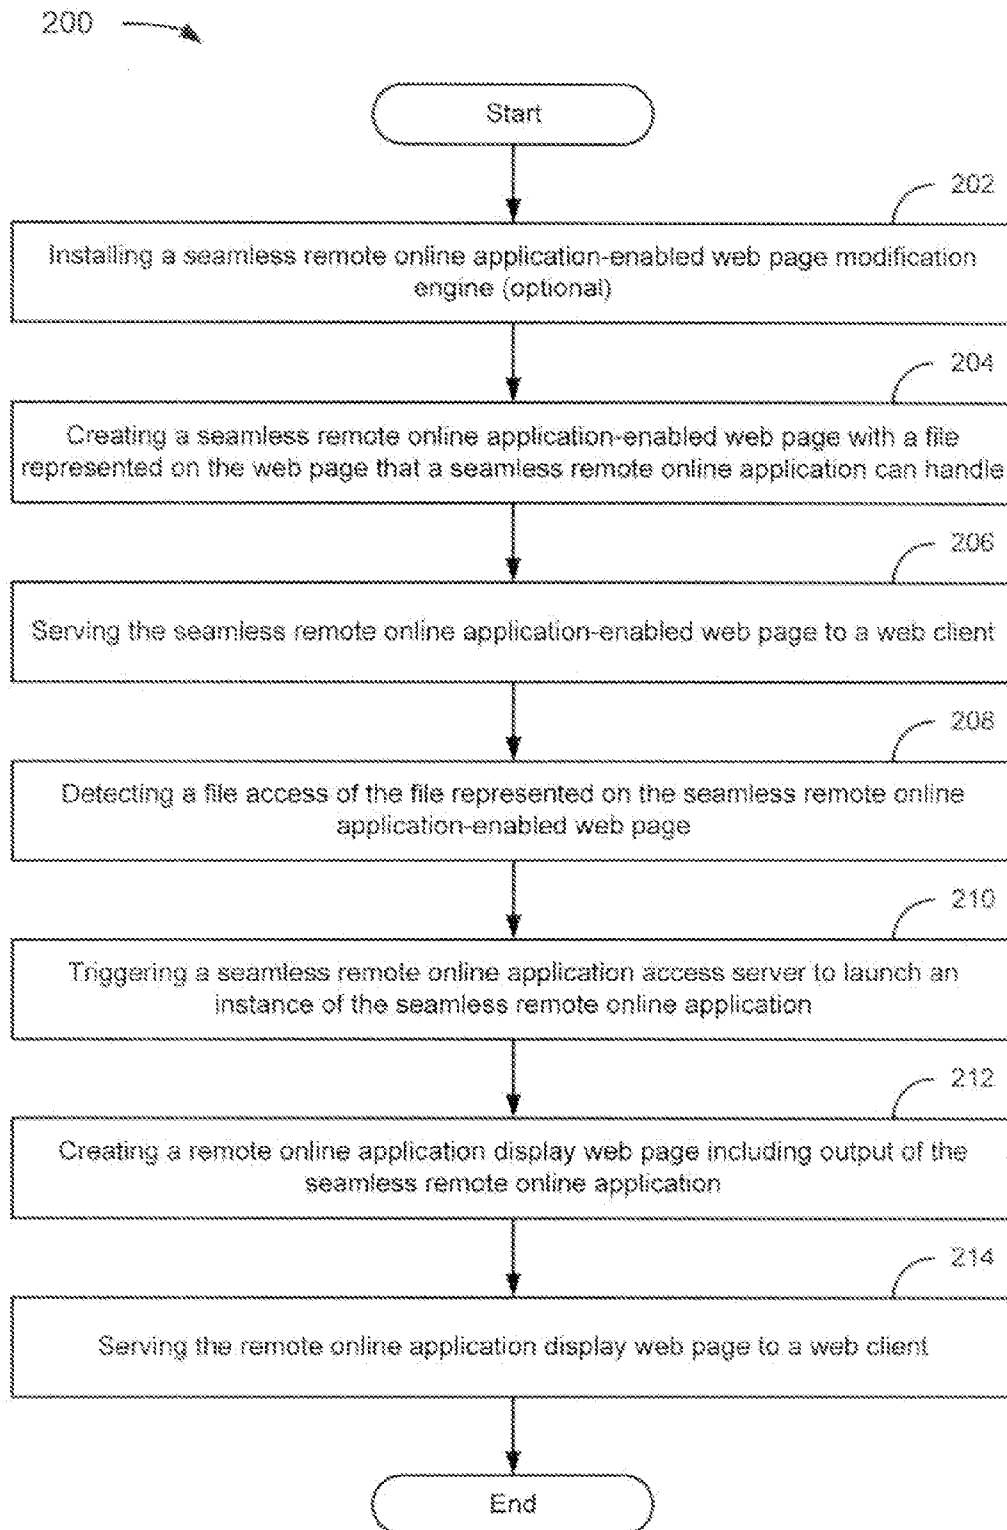 200
Start
202
Installing a seamless remote online application-enabled web page modification
engine (optional)
204
Creating a seamless remote online application-enabled web page with a file
represented on the web page that a seamless remote online application can handle
206
Serving the seamless remote online application-enabled web page to a web client
208
Detecting a file access of the file represented on the seamless remote online
application-enabled web page
210
Triggering a seamless remote online application access server to launch an
instance of the seamless remote online application
212
Creating a remote online application display web page including output of the
seamless remote online application
214
Serving the remote online application display web page to a web client
End